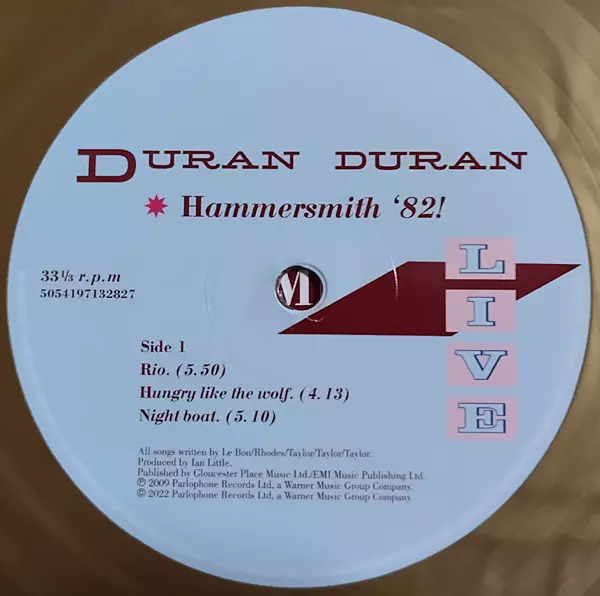 DURAN DURAN
Hammersmith ‘82!
33⅓ r.p.m
5054197132827
LIVE
Side 1
Rio. (5.50)
Hungry like the wolf. (4.13)
Night boat. (5.10)
All songs written by Le Bon/Rhodes/Taylor/Taylor/Taylor.
Produced by Ian Little.
Published by Gloucester Place Music Ltd./EMI Music Publishing Ltd.
℗ 2009 Parlophone Records Ltd, a Warner Music Group Company.
© 2022 Parlophone Records Ltd, a Warner Music Group Company.